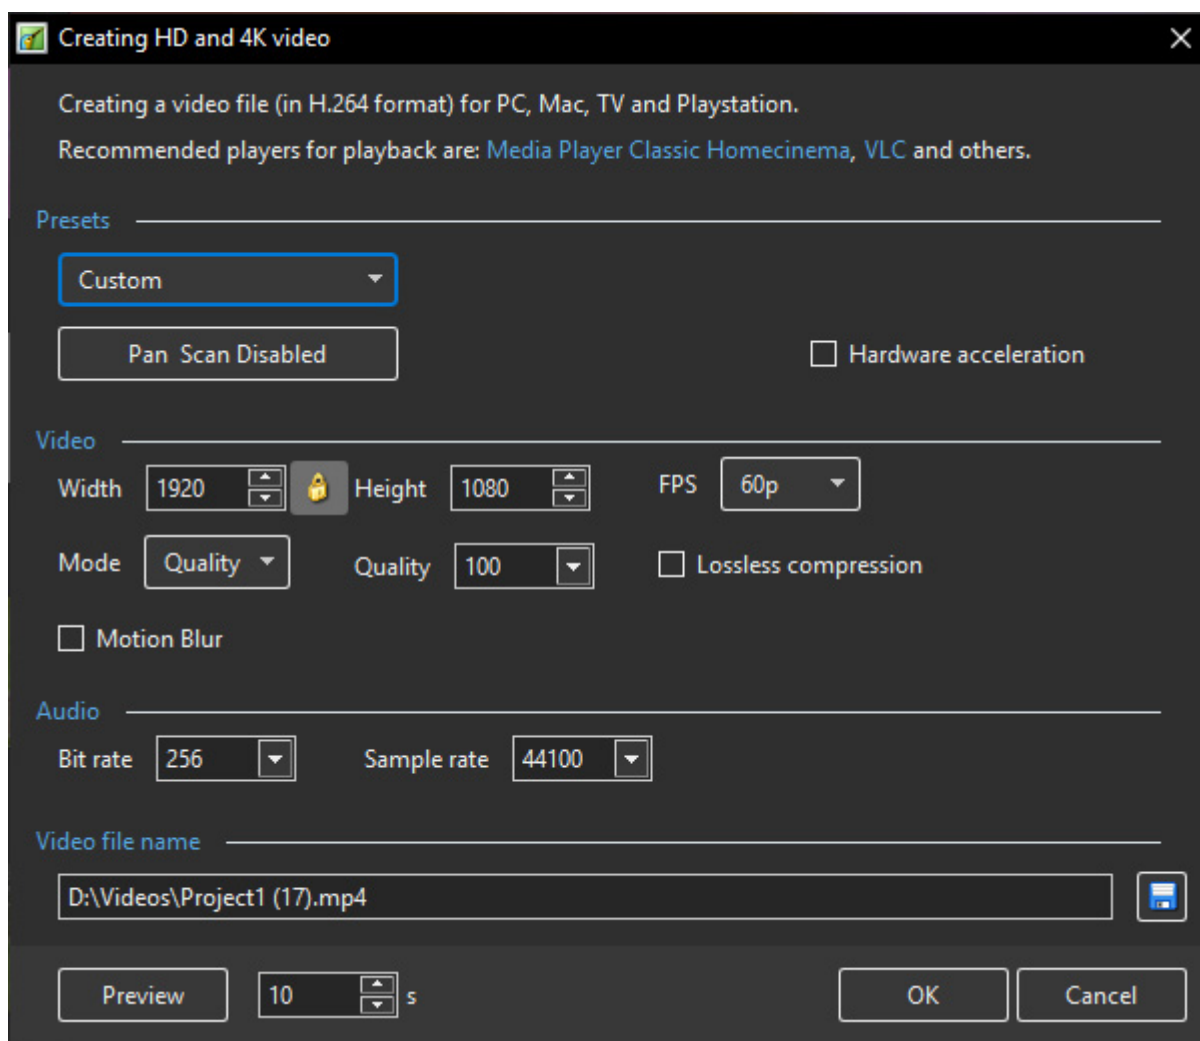 Creating HD and 4K video
Creating a video file (in H.264 format) for PC, Mac, TV and Playstation.
Recommended players for playback are: Media Player Classic Homecinema, VLC and others.
Presets
Custom
Pan  Scan Disabled
Hardware acceleration
Video
Width 1920 Height 1080 FPS 60p
Mode Quality Quality 100 Lossless compression
Motion Blur
Audio
Bit rate 256 Sample rate 44100
Video file name
D:\Videos\Project1 (17).mp4
Preview 10 s OK Cancel